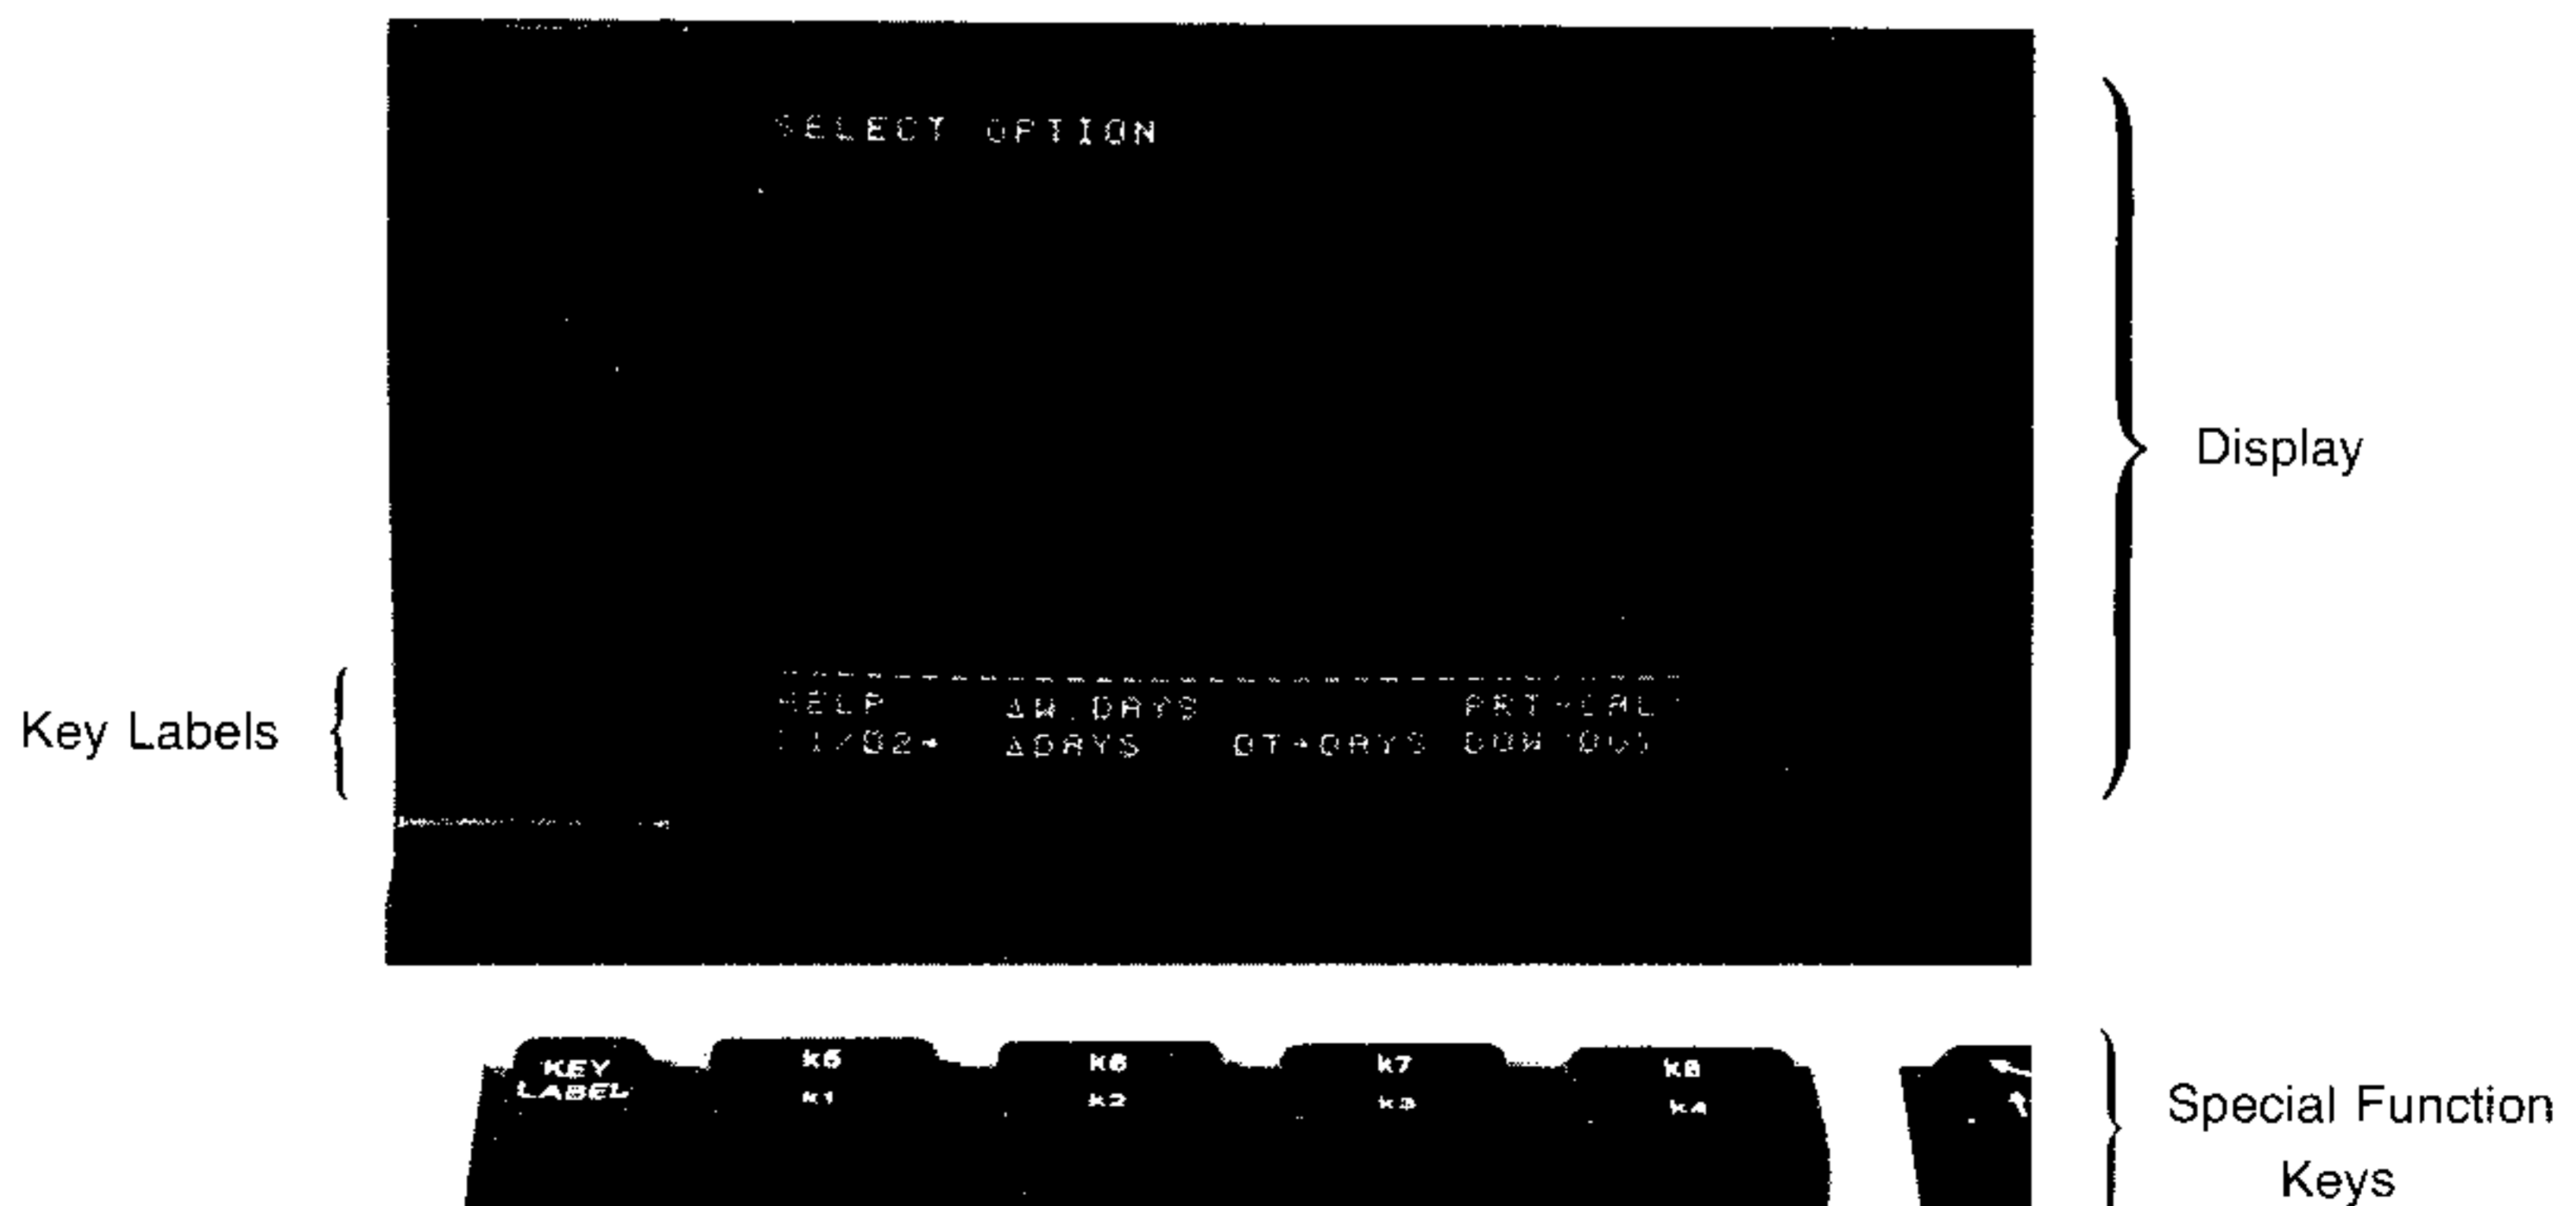 SELECT OPTION
Display
Key Labels
HELP ΔW.DAYS PRT-CAL
ΔDAYS DT→DAYS
KEY LABEL
k5 k6 k7 k8
k1 k2 k3 k4
Special Function
Keys